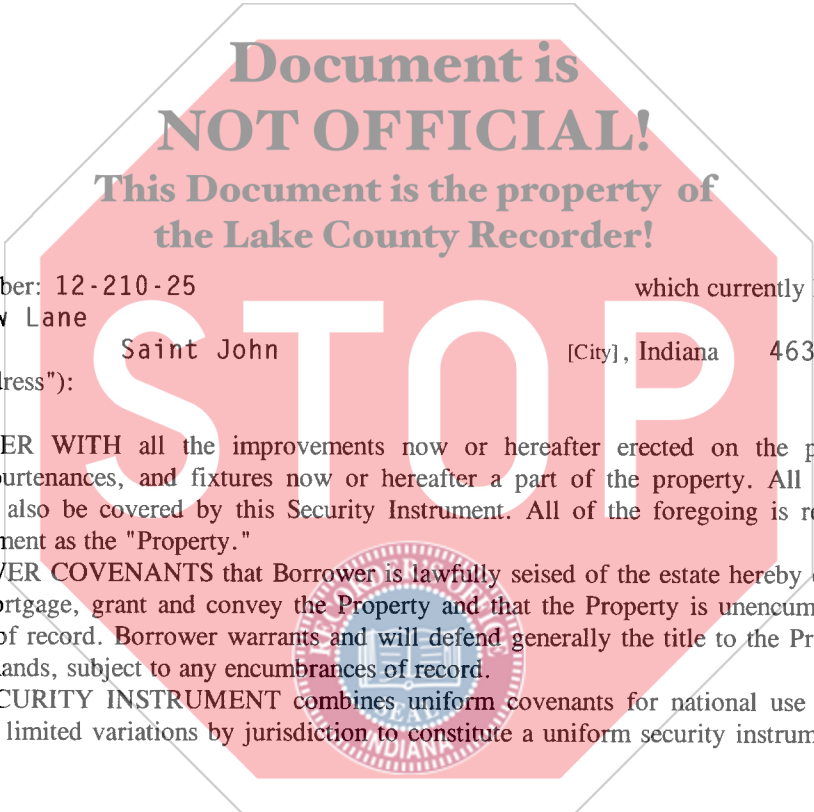 Document is
NOT OFFICIAL!
This Document is the property of
the Lake County Recorder!
ber: 12-210-25 which currently
w Lane
STOP
Saint John [City], Indiana 463
ress"):
ER WITH all the improvements now or hereafter erected on the p
urtenances, and fixtures now or hereafter a part of the property. All
also be covered by this Security Instrument. All of the foregoing is re
ment as the "Property."
VER COVENANTS that Borrower is lawfully seised of the estate hereby
ortgage, grant and convey the Property and that the Property is unencum
of record. Borrower warrants and will defend generally the title to the Pr
ands, subject to any encumbrances of record.
CURITY INSTRUMENT combines uniform covenants for national use
limited variations by jurisdiction to constitute a uniform security instrum
SEAL
INDIANA